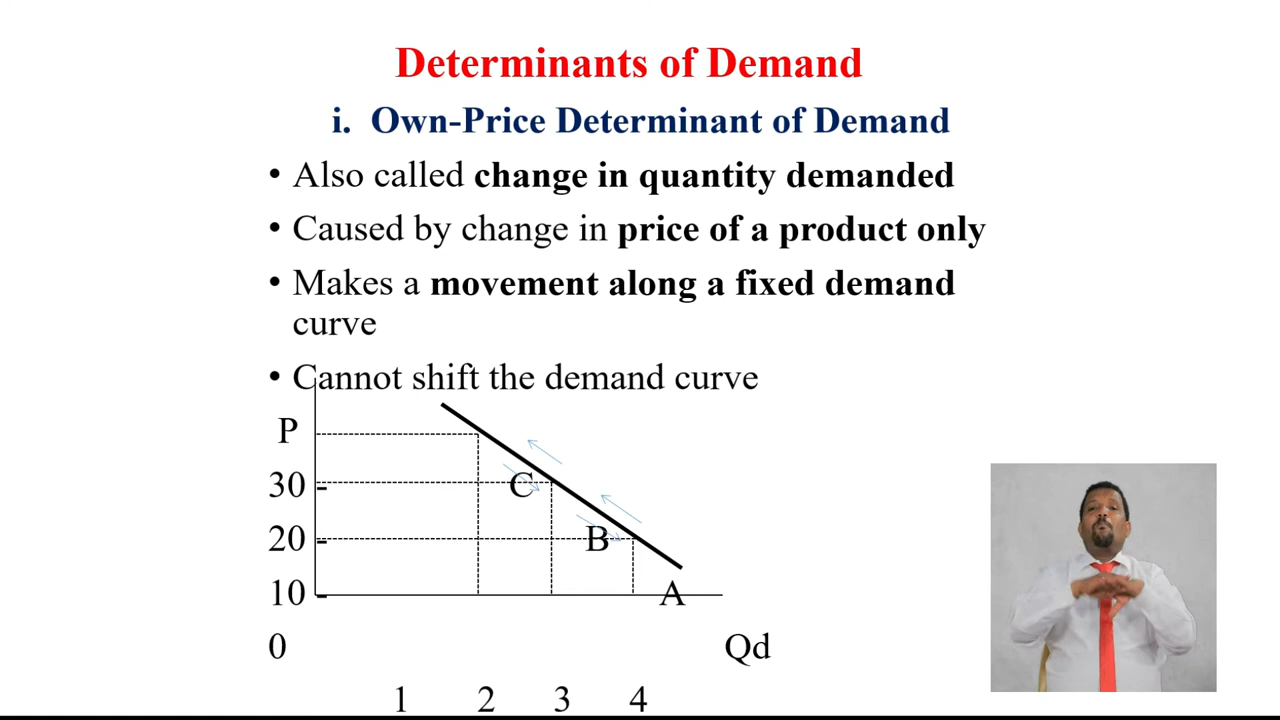 Determinants of Demand
i. Own-Price Determinant of Demand
• Also called change in quantity demanded
• Caused by change in price of a product only
• Makes a movement along a fixed demand
curve
• Cannot shift the demand curve
P
30
C
20
B
10
A
0
Qd
1 2 3 4